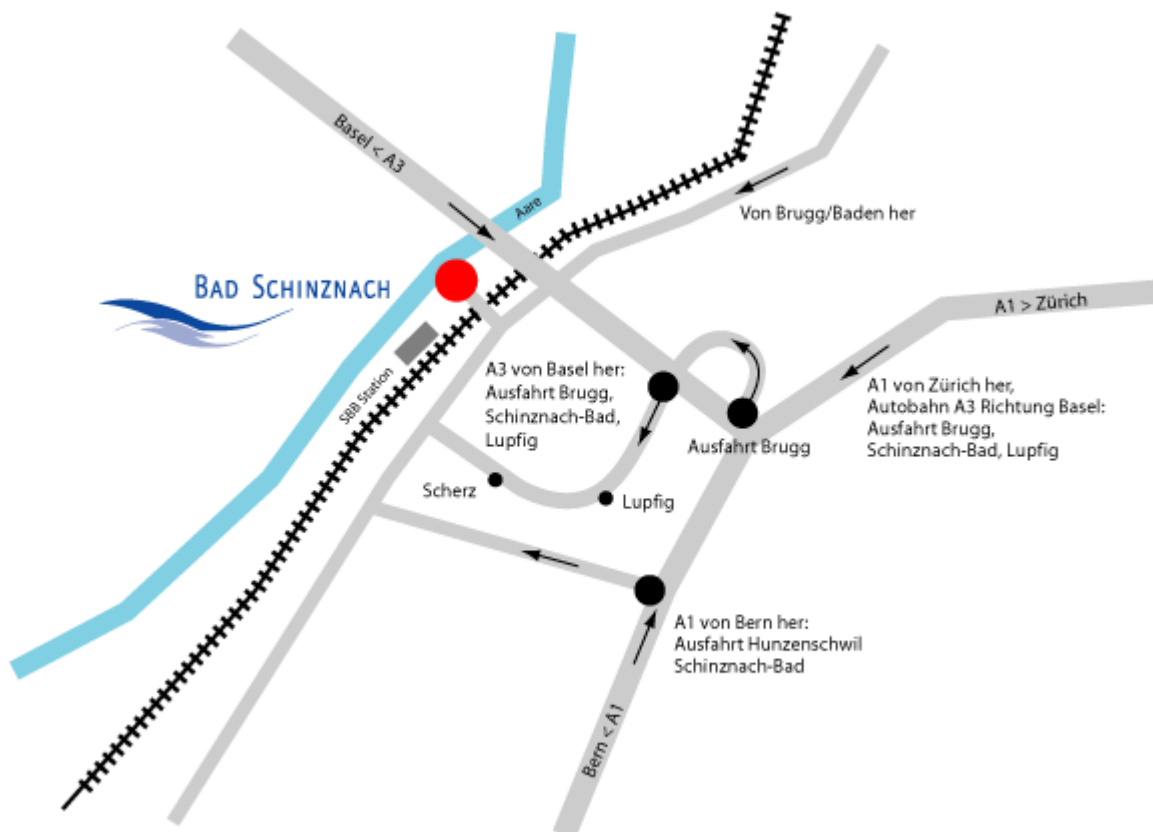 Basel < A3
Aare
Von Brugg/Baden her
BAD SCHINZNACH
A1 > Zürich
SBB Station
A3 von Basel her:
Ausfahrt Brugg,
Schinznach-Bad,
Lupfig
A1 von Zürich her,
Autobahn A3 Richtung Basel:
Ausfahrt Brugg,
Schinznach-Bad, Lupfig
Ausfahrt Brugg
Scherz
Lupfig
A1 von Bern her:
Ausfahrt Hunzenschwil
Schinznach-Bad
Bern < A1